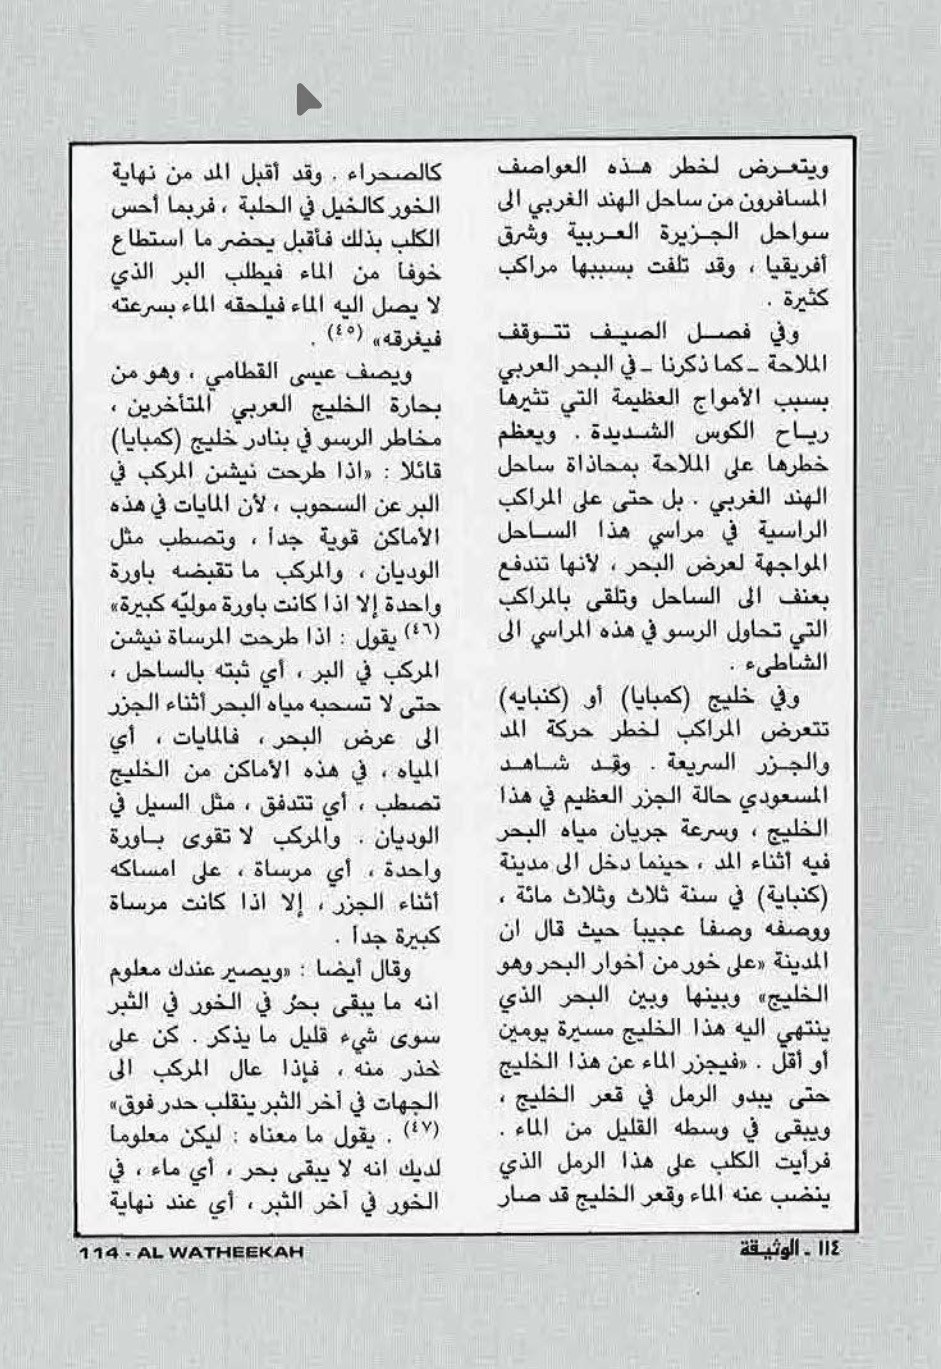 ويتعـرض لخطر هـذه العواصف
المسافرون من ساحل الهند الغربي الى
سواحل الجـزيرة العـربية وشرق
أفريقيا ، وقد تلفت بسببها مراكب
كثيرة .
وفي فصـــل الصيـف تتــوقف
الملاحة ـ كما ذكرنا ـ في البحر العربي
بسبب الأمواج العظيمة التي تثيرها
ريـاح الكوس الشـديدة . ويعظم
خطرها على الملاحة بمحاذاة ساحل
الهند الغربي . بل حتى على المراكب
الراسية في مراسي هذا الســاحل
المواجهة لعرض البحر ، لأنها تندفع
بعنف الى الساحل وتلقى بالمراكب
التي تحاول الرسو في هذه المراسي الى
الشاطىء .
وفي خليج (كمبايا) أو (كنبايه)
تتعرض المراكب لخطر حركة المد
والجـزر السريعة . وقـد شـاهـد
المسعودي حالة الجزر العظيم في هذا
الخليج ، وسرعة جريان مياه البحر
فيه أثناء المد ، حينما دخل الى مدينة
(كنباية) في سنة ثلاث وثلاث مائة ،
ووصفه وصفا عجيباً حيث قال ان
المدينة «على خور من أخوار البحر وهو
الخليج» وبينها وبين البحر الذي
ينتهي اليه هذا الخليج مسيرة يومين
أو أقل . «فيجزر الماء عن هذا الخليج
حتى يبدو الرمل في قعر الخليج ،
ويبقى في وسطه القليل من الماء .
فرأيت الكلب على هذا الرمل الذي
ينضب عنه الماء وقعر الخليج قد صار
كالصحراء . وقد أقبل المد من نهاية
الخور كالخيل في الحلبة ، فربما أحس
الكلب بذلك فأقبل يحضر ما استطاع
خوفاً من الماء فيطلب البر الذي
لا يصل اليه الماء فيلحقه الماء بسرعته
فيغرقه» (٤٥) .
ويصف عيسى القطامي ، وهو من
بحارة الخليج العربي المتأخرين ،
مخاطر الرسو في بنادر خليج (كمبايا)
قائلا : «اذا طرحت نيشن المركب في
البر عن السحوب ، لأن المايات في هذه
الأماكن قوية جداً ، وتصطب مثل
الوديان ، والمركب ما تقبضه باورة
واحدة إلا اذا كانت باورة موليّه كبيرة»
(٤٦) يقول : اذا طرحت المرساة نيشن
المركب في البر ، أي ثبته بالساحل ،
حتى لا تسحبه مياه البحر أثناء الجزر
الى عرض البحر ، فالمايات ، أي
المياه ، في هذه الأماكن من الخليج
تصطب ، أي تتدفق ، مثل السيل في
الوديان . والمركب لا تقوى بـاورة
واحدة ، أي مرساة ، على امساكه
أثناء الجزر ، إلا اذا كانت مرساة
كبيرة جداً .
وقال أيضا : «ويصير عندك معلوم
انه ما يبقى بحرٌ في الخور في الثبر
سوى شيء قليل ما يذكر . كن على
حذر منه ، فإذا عال المركب الى
الجهات في آخر الثبر ينقلب حدر فوق»
(٤٧) . يقول ما معناه : ليكن معلوما
لديك انه لا يبقى بحر ، أي ماء ، في
الخور في آخر الثبر ، أي عند نهاية
114 - AL WATHEEKAH
١١٤ ـ الوثيـقة